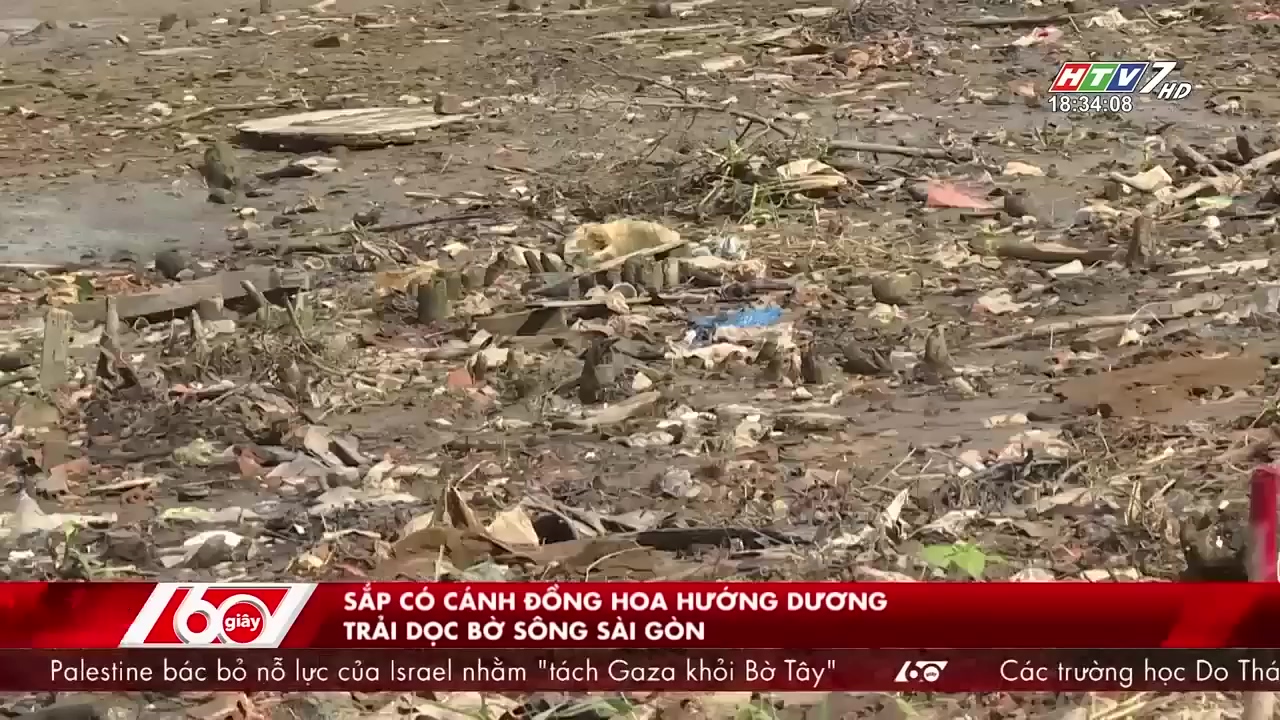 HTV7 HD
18:34:08
60 giây
SẮP CÓ CÁNH ĐỒNG HOA HƯỚNG DƯƠNG
TRẢI DỌC BỜ SÔNG SÀI GÒN
Palestine bác bỏ nỗ lực của Israel nhằm "tách Gaza khỏi Bờ Tây" 60 giây Các trường học Do Thá